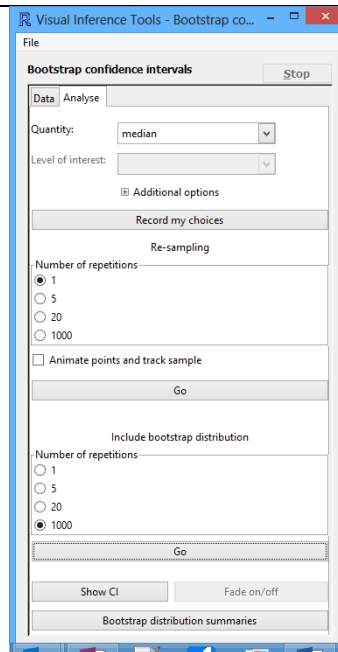 Visual Inference Tools - Bootstrap co...
File
Bootstrap confidence intervals
Stop
Data Analyse
Quantity: median
Level of interest:
Additional options
Record my choices
Re-sampling
Number of repetitions
1
5
20
1000
Animate points and track sample
Go
Include bootstrap distribution
Number of repetitions
1
5
20
1000
Go
Show CI Fade on/off
Bootstrap distribution summaries